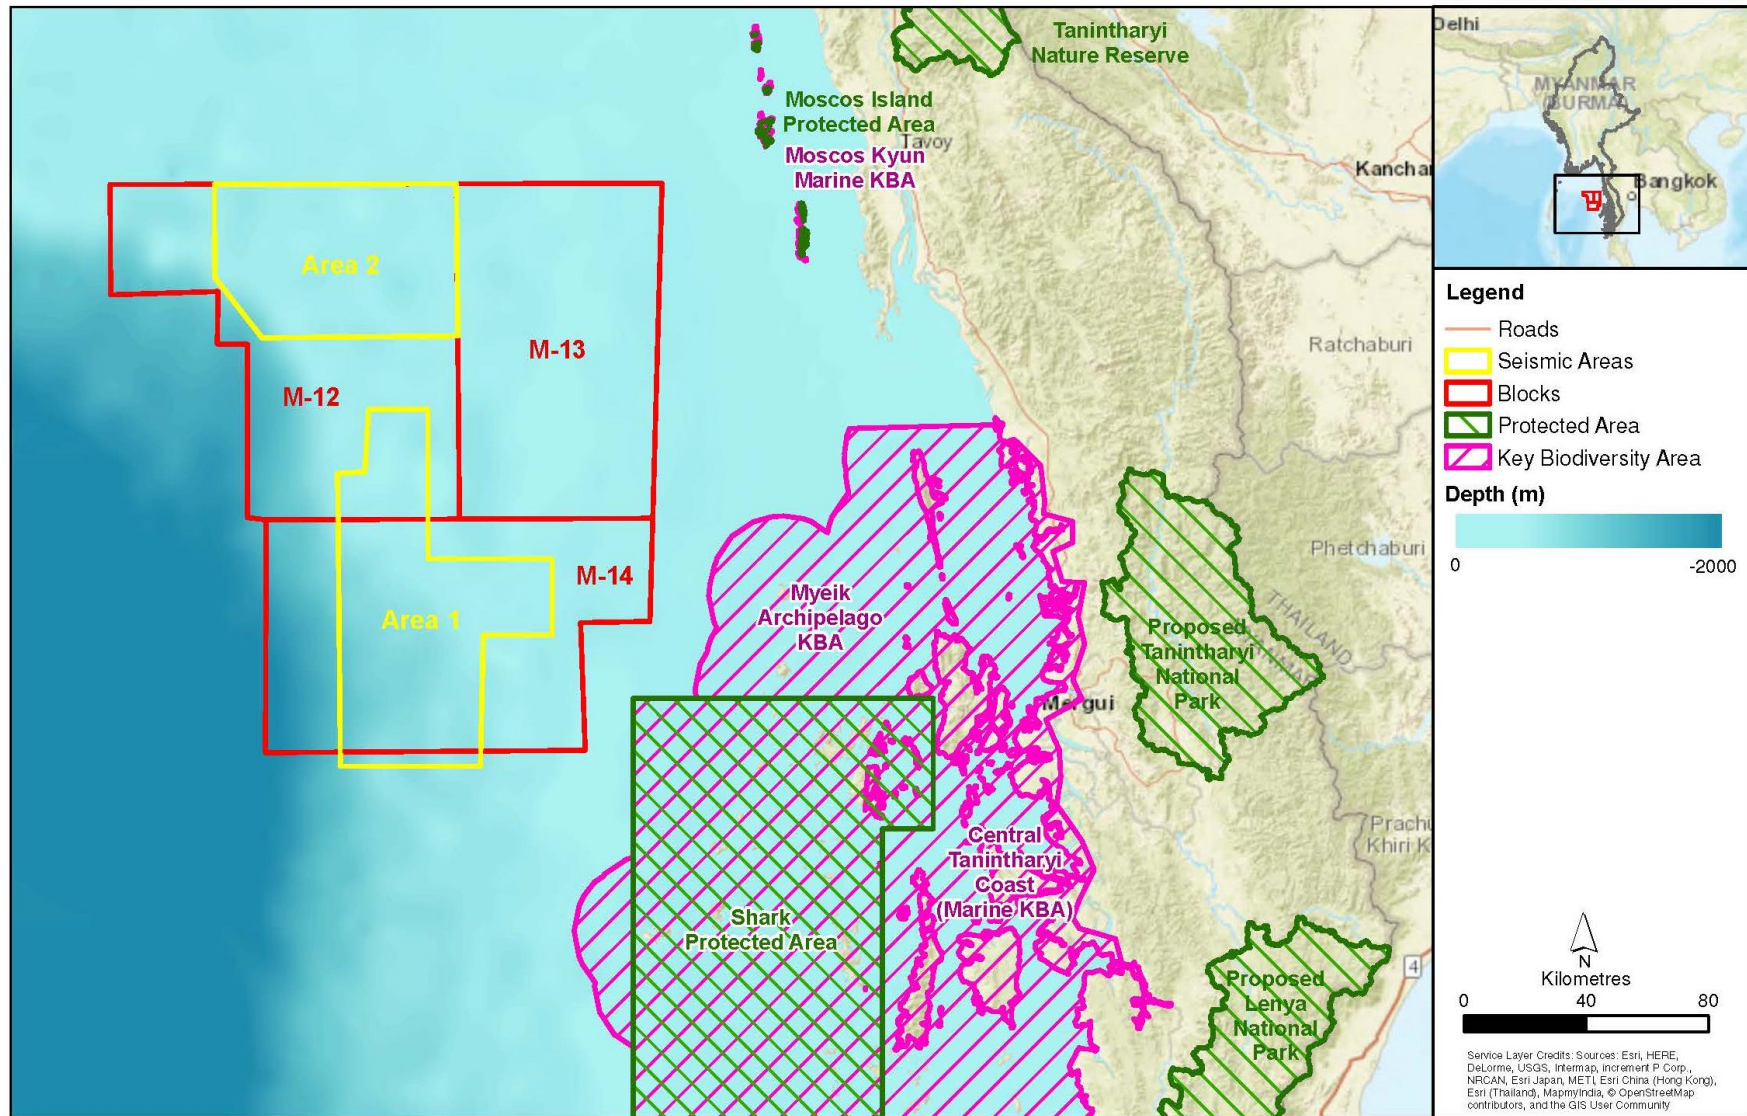 Tanintharyi
Nature Reserve
Moscos Island
Protected Area
Tavoy
Moscos Kyun
Marine KBA
Area 2
M-13
M-12
M-14
Area 1
Myeik
Archipelago
KBA
Mergui
Proposed
Tanintharyi
National
Park
THAILAND
Central
Tanintharyi
Coast
(Marine KBA)
Shark
Protected Area
Proposed
Lenya
National
Park
Kanchar
Ratchaburi
Phetchaburi
Prachu
Khiri K
4
Delhi
MYANMAR
(BURMA)
Bangkok
Legend
Roads
Seismic Areas
Blocks
Protected Area
Key Biodiversity Area
Depth (m)
0 -2000
N
Kilometres
0 40 80
Service Layer Credits: Sources: Esri, HERE,
DeLorme, USGS, Intermap, increment P Corp.,
NRCAN, Esri Japan, METI, Esri China (Hong Kong),
Esri (Thailand), MapmyIndia, © OpenStreetMap
contributors, and the GIS User Community